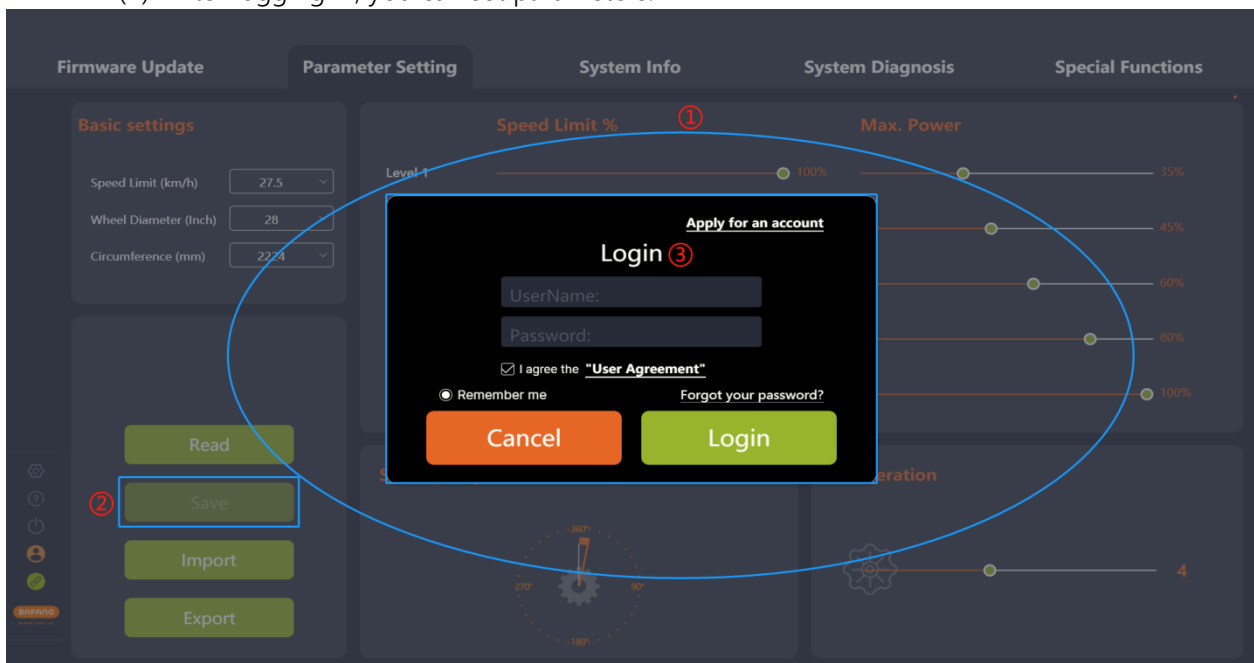 Firmware Update Parameter Setting System Info System Diagnosis Special Functions
Basic settings
Speed Limit %
①
Max. Power
Speed Limit (km/h) 27.5
Wheel Diameter (Inch) 28
Circumference (mm) 2224
Level 1 100% 35%
45%
60%
80%
100%
Apply for an account
Login ③
UserName:
Password:
I agree the "User Agreement"
Remember me Forgot your password?
Cancel Login
Read
② Save
Import
Export
-360°-
270° 90°
-180°-
4
BAFANG